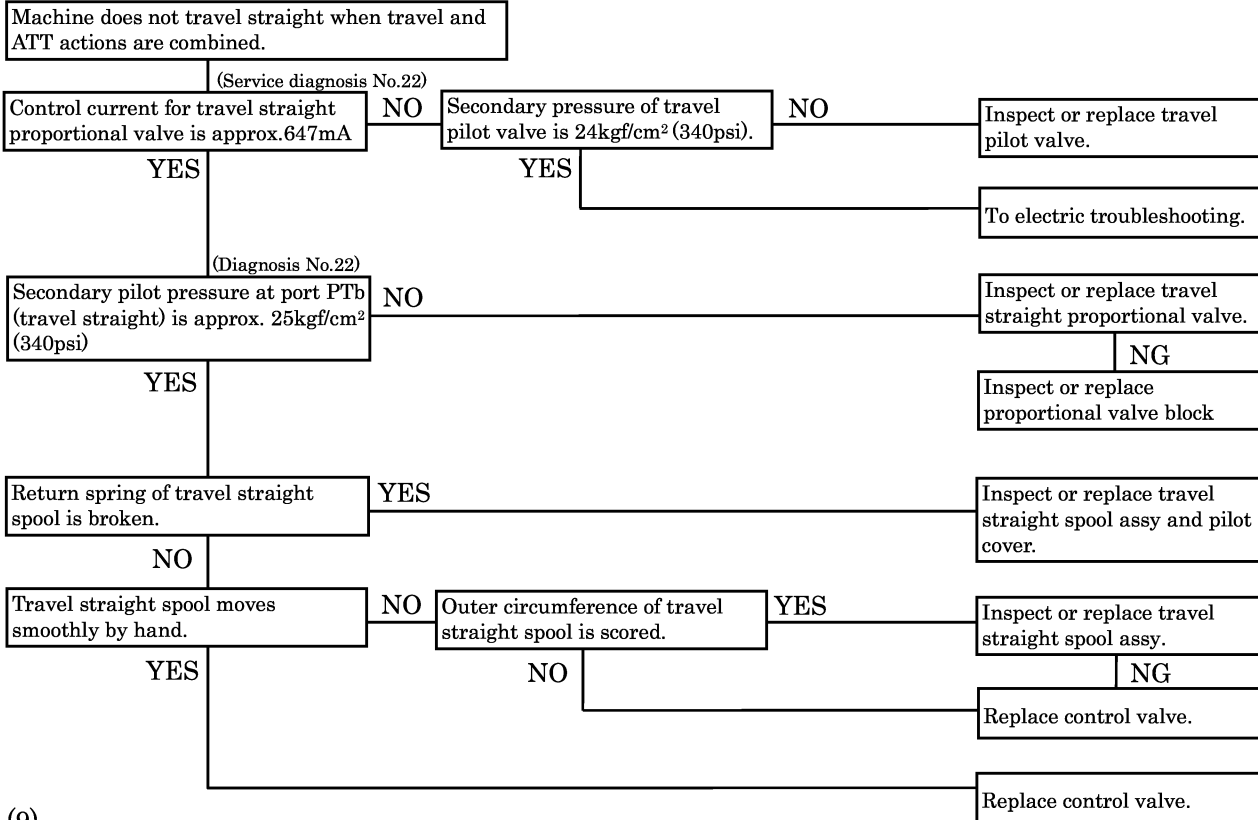 Machine does not travel straight when travel and
ATT actions are combined.
(Service diagnosis No.22)
Control current for travel straight
proportional valve is approx.647mA
NO
Secondary pressure of travel
pilot valve is 24kgf/cm² (340psi).
NO
Inspect or replace travel
pilot valve.
YES
YES
To electric troubleshooting.
(Diagnosis No.22)
Secondary pilot pressure at port PTb
(travel straight) is approx. 25kgf/cm²
(340psi)
NO
Inspect or replace travel
straight proportional valve.
NG
YES
Inspect or replace
proportional valve block
Return spring of travel straight
spool is broken.
YES
Inspect or replace travel
straight spool assy and pilot
cover.
NO
Travel straight spool moves
smoothly by hand.
NO
Outer circumference of travel
straight spool is scored.
YES
Inspect or replace travel
straight spool assy.
YES
NO
NG
Replace control valve.
Replace control valve.
(9)